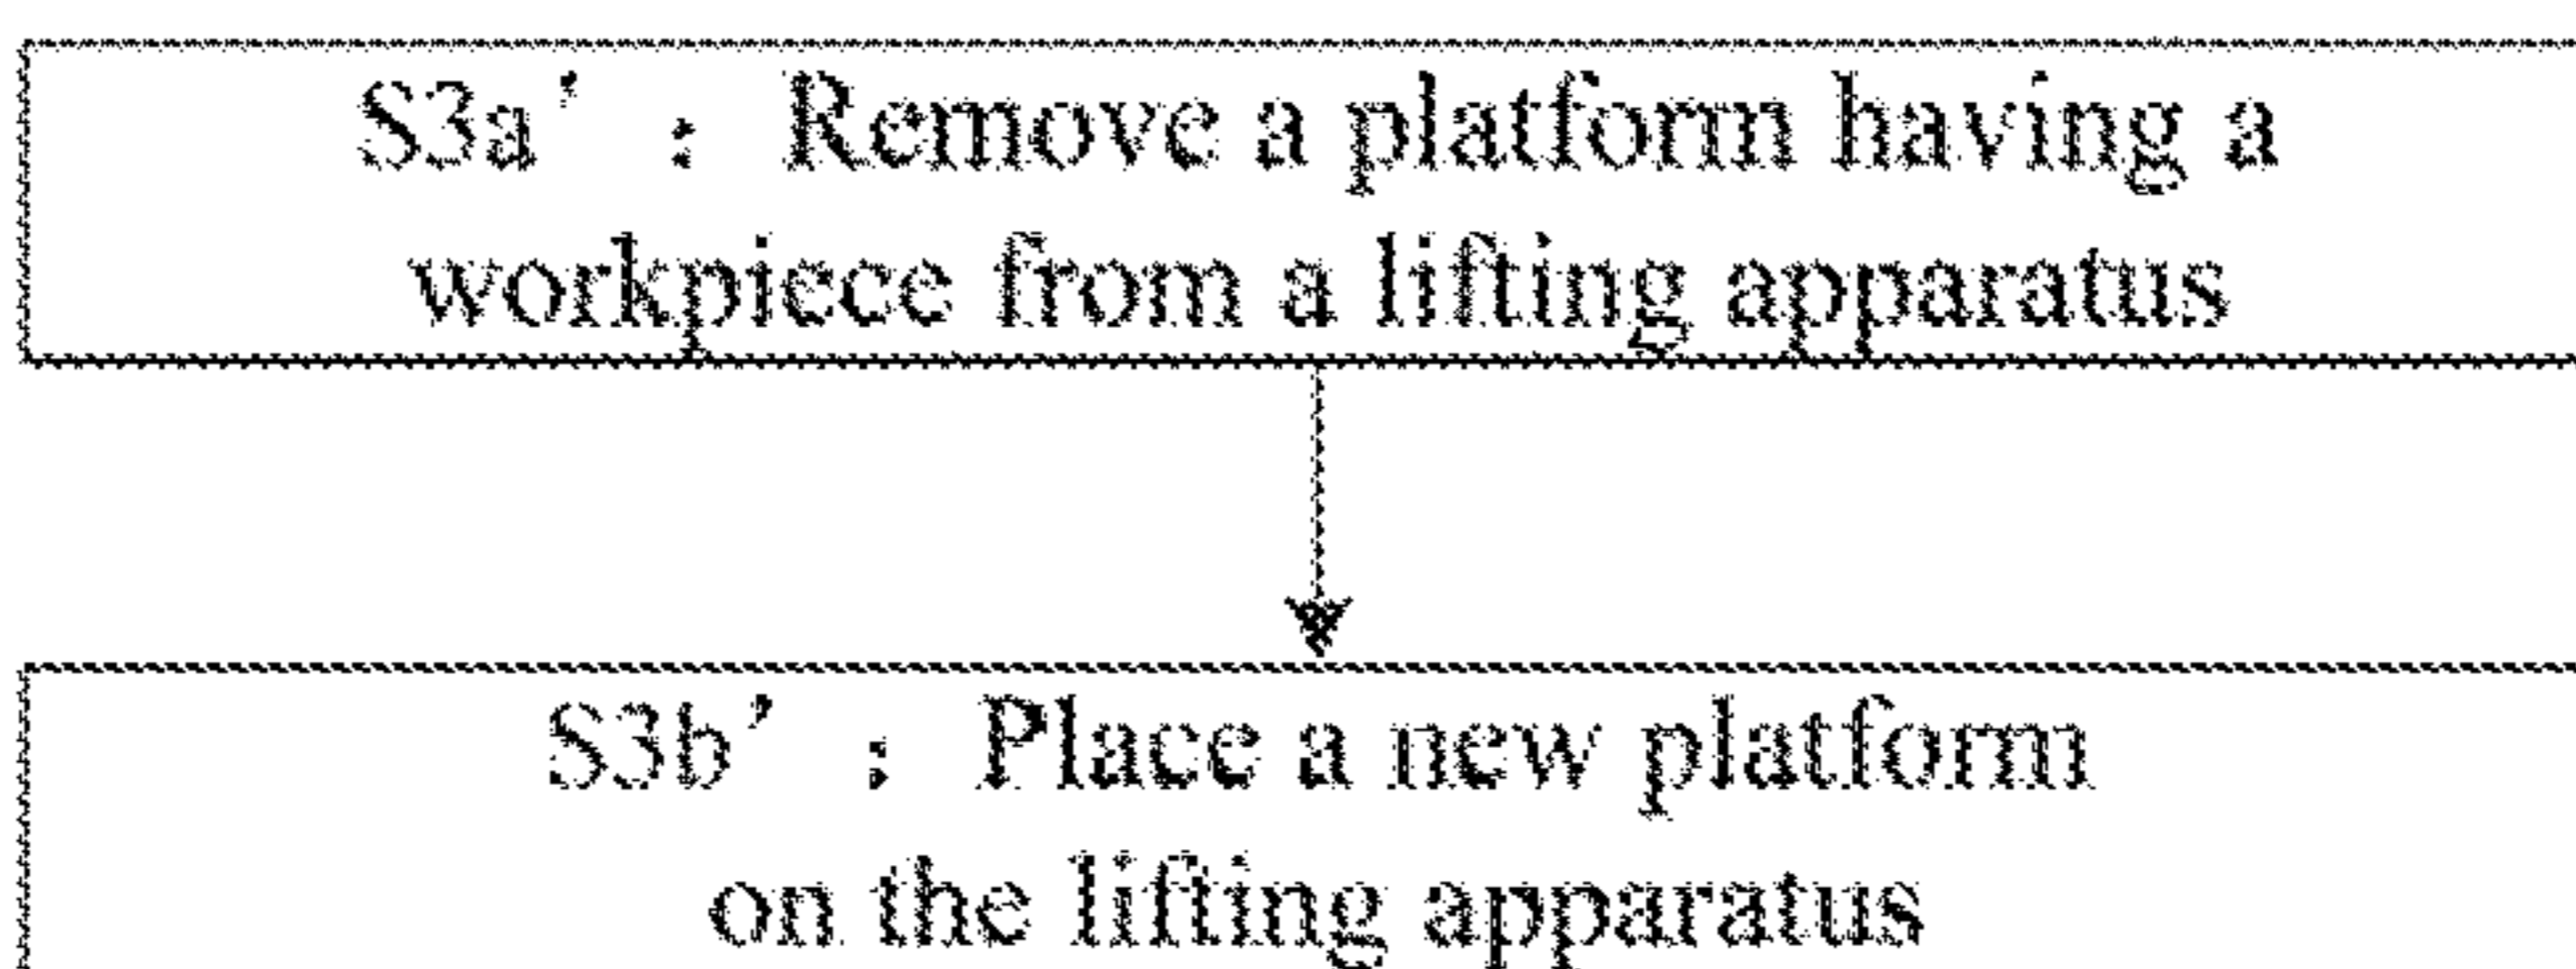 S3a’ : Remove a platform having a
workpiece from a lifting apparatus
S3b’ : Place a new platform
on the lifting apparatus